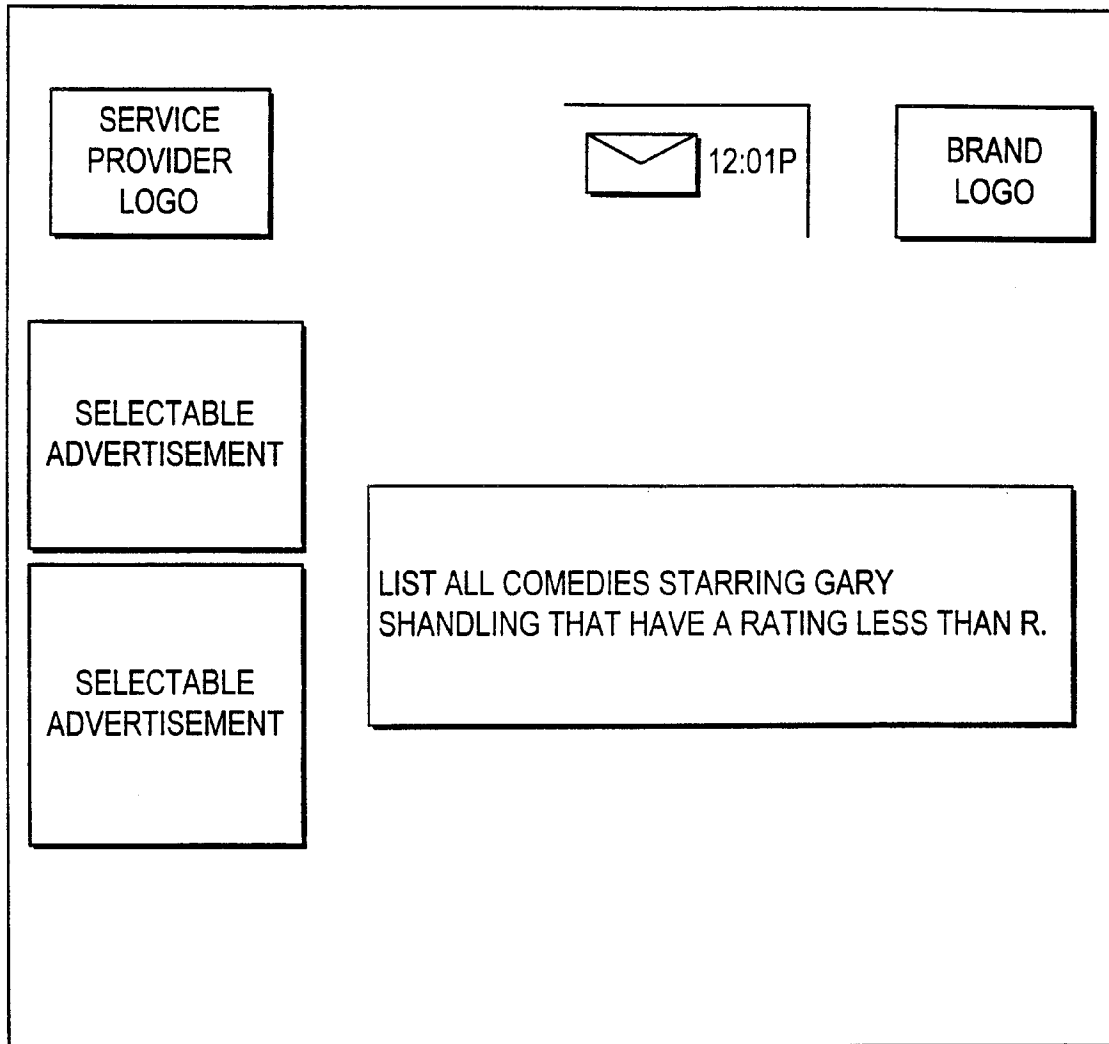 SERVICE
PROVIDER
LOGO
12:01P
BRAND
LOGO
SELECTABLE
ADVERTISEMENT
SELECTABLE
ADVERTISEMENT
LIST ALL COMEDIES STARRING GARY
SHANDLING THAT HAVE A RATING LESS THAN R.